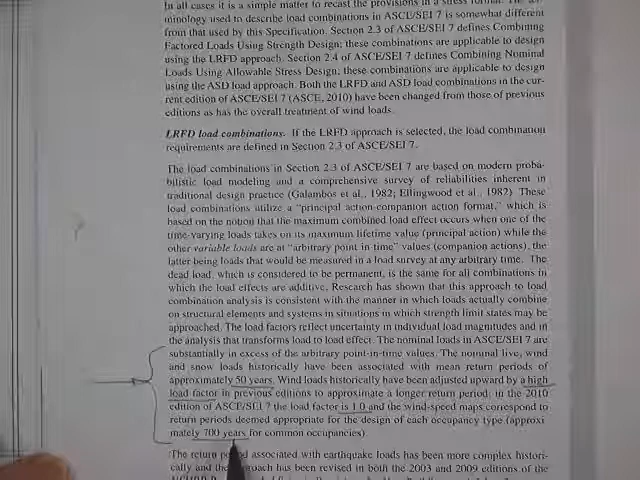 In all cases it is a simple matter to recast the provisions in a stress format. The ter-
minology used to describe load combinations in ASCE/SEI 7 is somewhat different
from that used by this Specification. Section 2.3 of ASCE/SEI 7 defines Combining
Factored Loads Using Strength Design; these combinations are applicable to design
using the LRFD approach. Section 2.4 of ASCE/SEI 7 defines Combining Nominal
Loads Using Allowable Stress Design; these combinations are applicable to design
using the ASD load approach. Both the LRFD and ASD load combinations in the cur-
rent edition of ASCE/SEI 7 (ASCE, 2010) have been changed from those of previous
editions as has the overall treatment of wind loads.
LRFD load combinations. If the LRFD approach is selected, the load combination
requirements are defined in Section 2.3 of ASCE/SEI 7.
The load combinations in Section 2.3 of ASCE/SEI 7 are based on modern proba-
bilistic load modeling and a comprehensive survey of reliabilities inherent in
traditional design practice (Galambos et al., 1982; Ellingwood et al., 1982). These
load combinations utilize a "principal action-companion action format," which is
based on the notion that the maximum combined load effect occurs when one of the
time-varying loads takes on its maximum lifetime value (principal action) while the
other variable loads are at "arbitrary point-in-time" values (companion actions), the
latter being loads that would be measured in a load survey at any arbitrary time. The
dead load, which is considered to be permanent, is the same for all combinations in
which the load effects are additive. Research has shown that this approach to load
combination analysis is consistent with the manner in which loads actually combine
on structural elements and systems in situations in which strength limit states may be
approached. The load factors reflect uncertainty in individual load magnitudes and in
the analysis that transforms load to load effect. The nominal loads in ASCE/SEI 7 are
substantially in excess of the arbitrary point-in-time values. The nominal live, wind
and snow loads historically have been associated with mean return periods of
approximately 50 years. Wind loads historically have been adjusted upward by a high
load factor in previous editions to approximate a longer return period; in the 2010
edition of ASCE/SEI 7 the load factor is 1.0 and the wind-speed maps correspond to
return periods deemed appropriate for the design of each occupancy type (approxi-
mately 700 years for common occupancies).
The return period associated with earthquake loads has been more complex histori-
cally and the approach has been revised in both the 2003 and 2009 editions of the